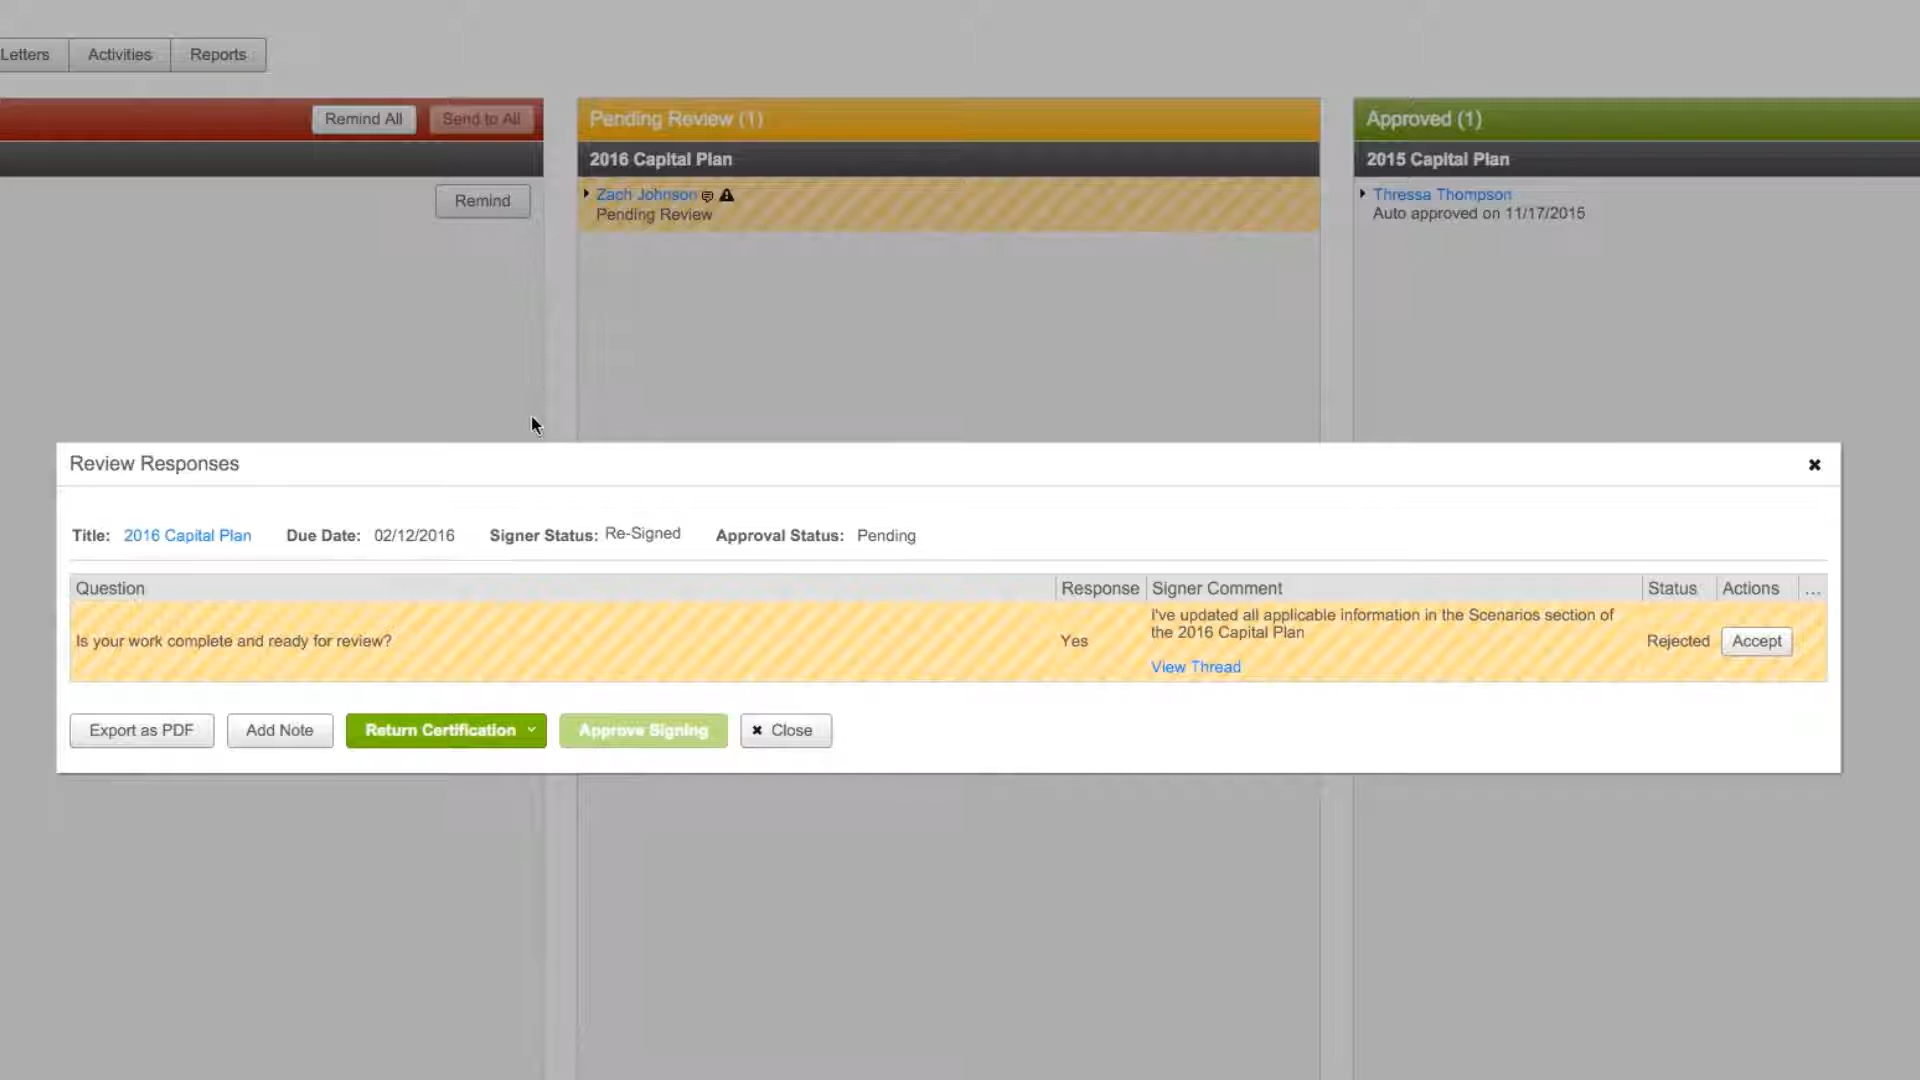 Letters
Activities
Reports
Remind All
Send to All
Pending Review (1)
Approved (1)
2016 Capital Plan
2015 Capital Plan
Remind
Zach Johnson
Pending Review
Thressa Thompson
Auto approved on 11/17/2015
Review Responses
Title: 2016 Capital Plan Due Date: 02/12/2016 Signer Status: Re-Signed Approval Status: Pending
Question Response Signer Comment Status Actions ...
Is your work complete and ready for review?
Yes
I've updated all applicable information in the Scenarios section of
the 2016 Capital Plan
View Thread
Rejected
Accept
Export as PDF
Add Note
Return Certification
Approve Signing
Close